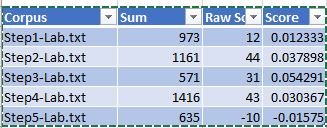 Corpus Sum Raw Sc Score
Step1-Lab.txt 973 12 0.012333
Step2-Lab.txt 1161 44 0.037898
Step3-Lab.txt 571 31 0.054291
Step4-Lab.txt 1416 43 0.030367
Step5-Lab.txt 635 -10 -0.01575